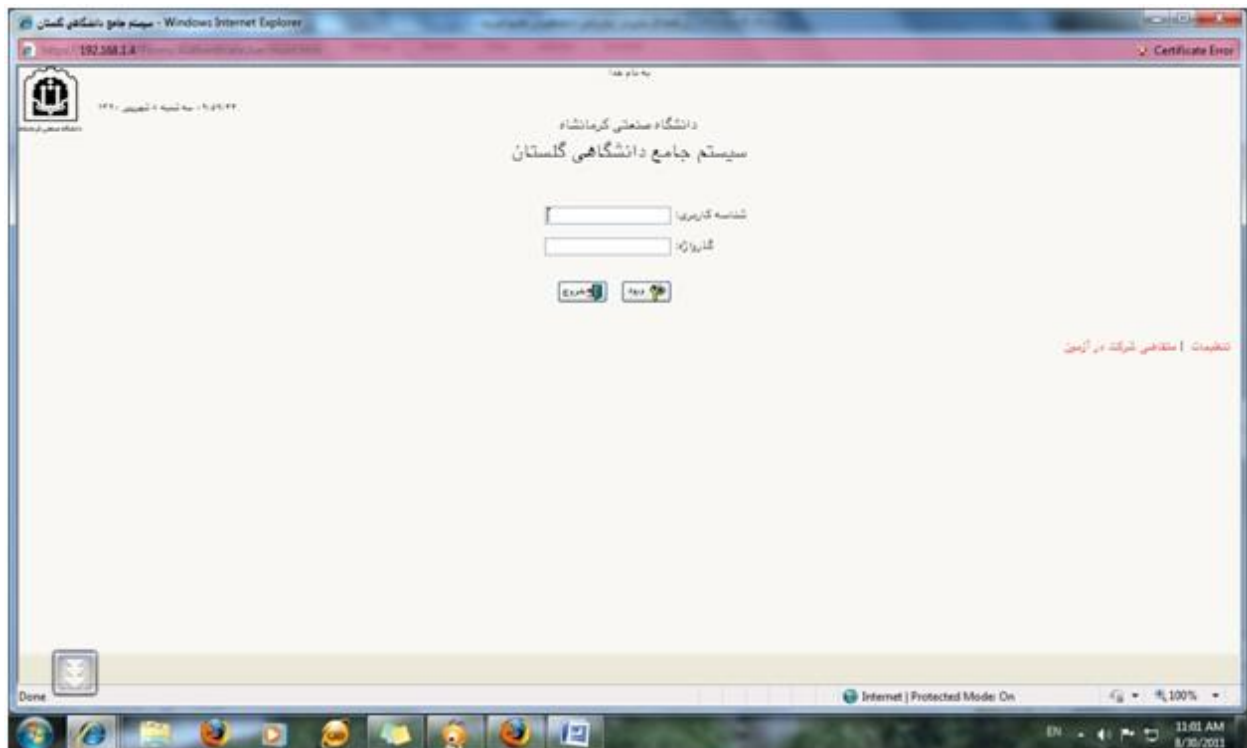 سیستم جامع دانشگاهی گلستان - Windows Internet Explorer
192.168.1.4
Certificate Error
به نام خدا
دانشگاه صنعتی کرمانشاه
سیستم جامع دانشگاهی گلستان
شناسه کاربری:
گذرواژه:
ورود
خروج
تنظیمات | متقاضی شرکت در آزمون
Done
Internet | Protected Mode: On
100%
EN
11:01 AM
8/30/2011